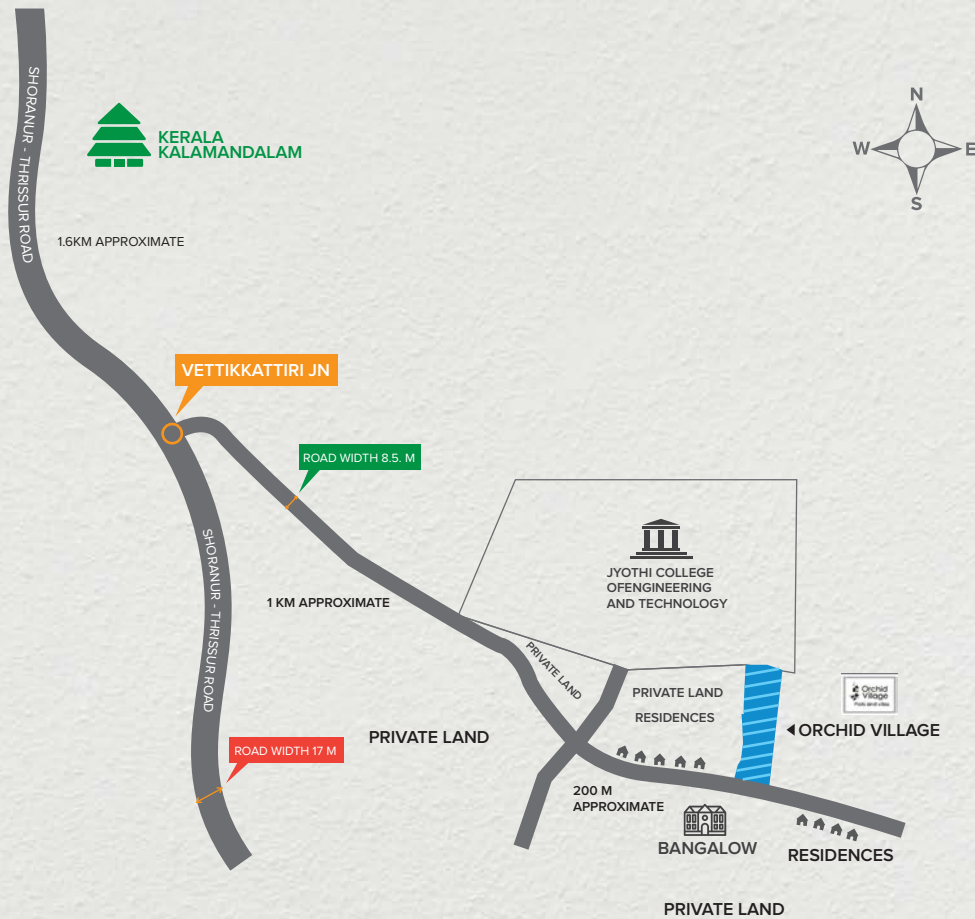 SHORANUR - THRISSUR ROAD
KERALA
KALAMANDALAM
N
W
E
S
1.6KM APPROXIMATE
VETTIKKATTIRI JN
ROAD WIDTH 8.5. M
JYOTHI COLLEGE
OFENGINEERING
AND TECHNOLOGY
SHORANUR - THRISSUR ROAD
1 KM APPROXIMATE
PRIVATE LAND
PRIVATE LAND
RESIDENCES
Orchid
Village
ORCHID VILLAGE
PRIVATE LAND
ROAD WIDTH 17 M
200 M
APPROXIMATE
BANGALOW
RESIDENCES
PRIVATE LAND